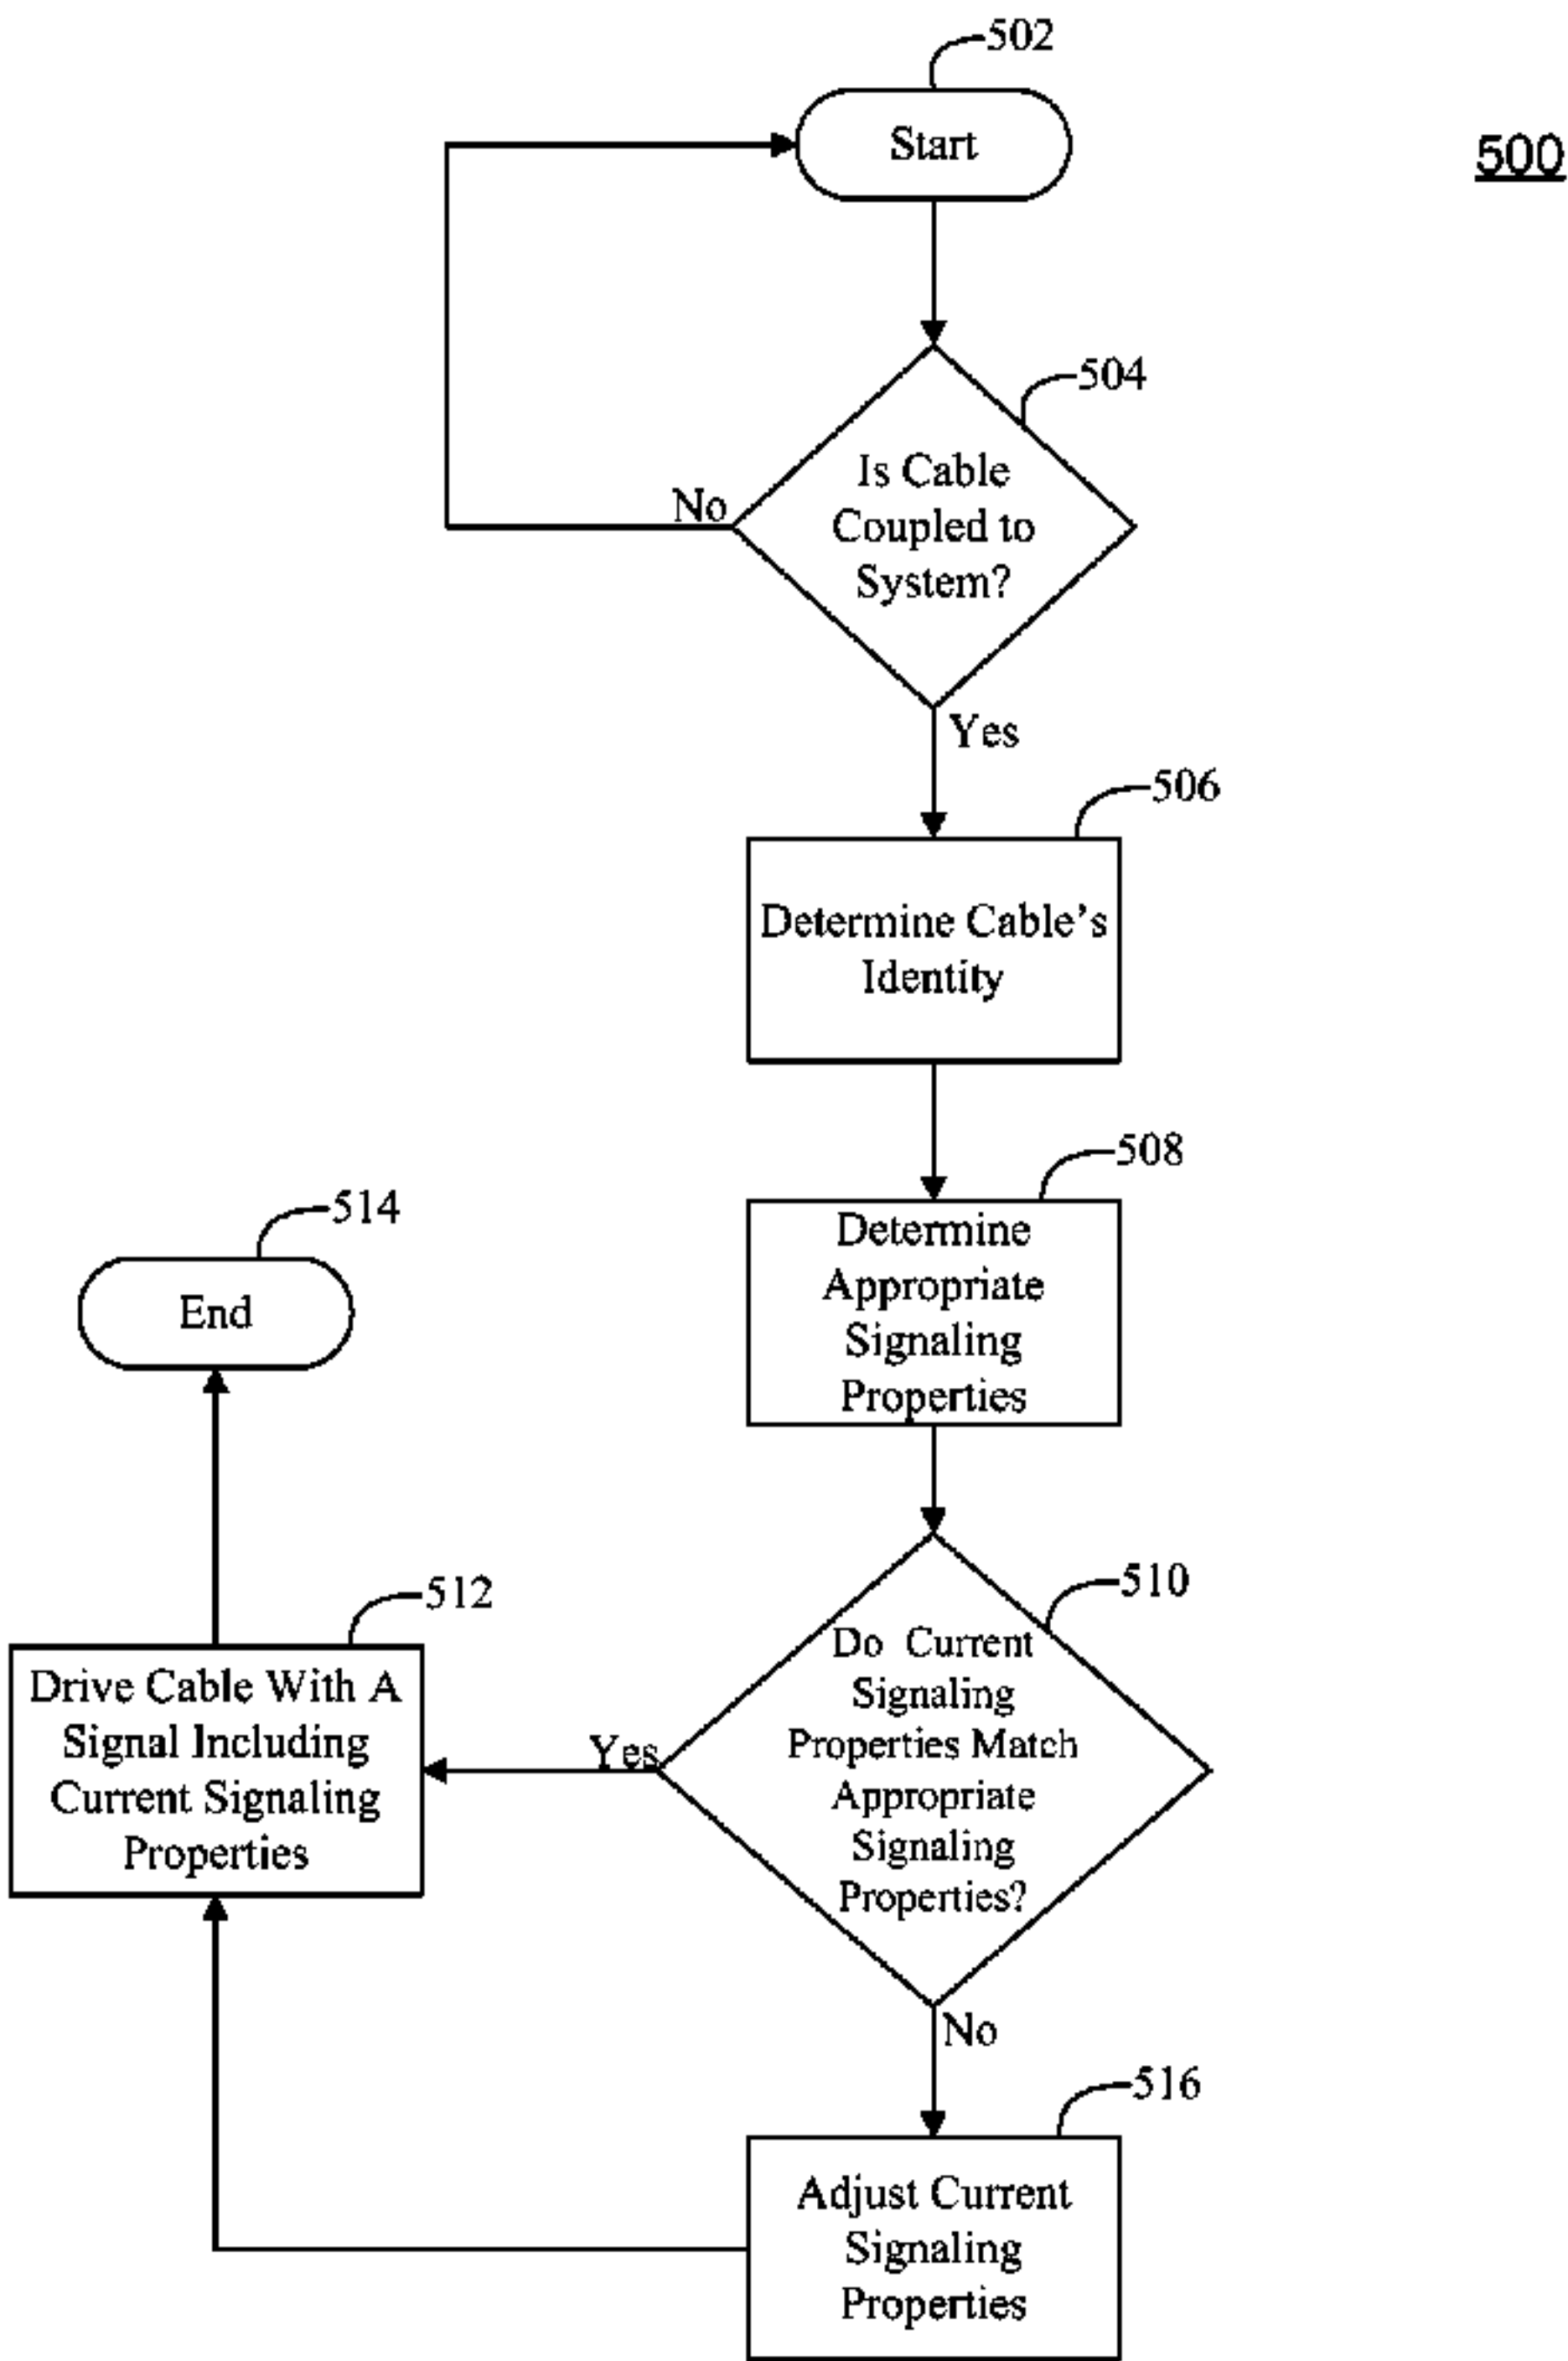 502
Start
500
504
Is Cable
Coupled to
System?
No
Yes
506
Determine Cable's
Identity
508
Determine
Appropriate
Signaling
Properties
514
End
510
Do Current
Signaling
Properties Match
Appropriate
Signaling
Properties?
Yes
No
512
Drive Cable With A
Signal Including
Current Signaling
Properties
516
Adjust Current
Signaling
Properties